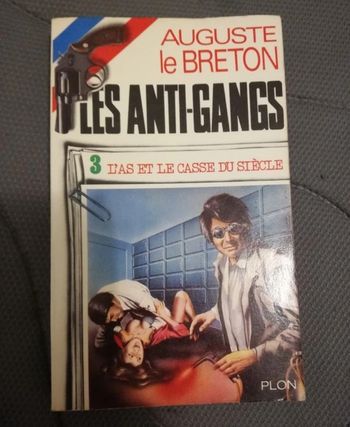 AUGUSTE
le BRETON
LES ANTI-GANGS
3 L'AS ET LE CASSE DU SIÈCLE
PLON